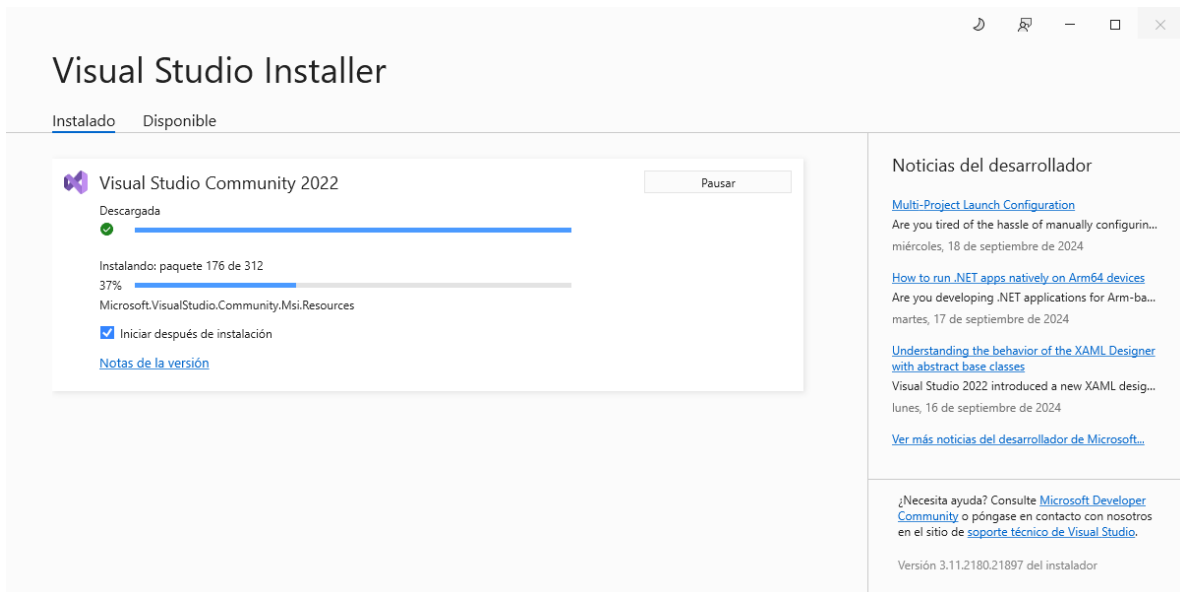 Visual Studio Installer
Instalado
Disponible
Visual Studio Community 2022
Pausar
Descargada
Instalando: paquete 176 de 312
37%
Microsoft.VisualStudio.Community.Msi.Resources
Iniciar después de instalación
Notas de la versión
Noticias del desarrollador
Multi-Project Launch Configuration
Are you tired of the hassle of manually configurin...
miércoles, 18 de septiembre de 2024
How to run .NET apps natively on Arm64 devices
Are you developing .NET applications for Arm-ba...
martes, 17 de septiembre de 2024
Understanding the behavior of the XAML Designer
with abstract base classes
Visual Studio 2022 introduced a new XAML desig...
lunes, 16 de septiembre de 2024
Ver más noticias del desarrollador de Microsoft...
¿Necesita ayuda? Consulte Microsoft Developer
Community o póngase en contacto con nosotros
en el sitio de soporte técnico de Visual Studio.
Versión 3.11.2180.21897 del instalador